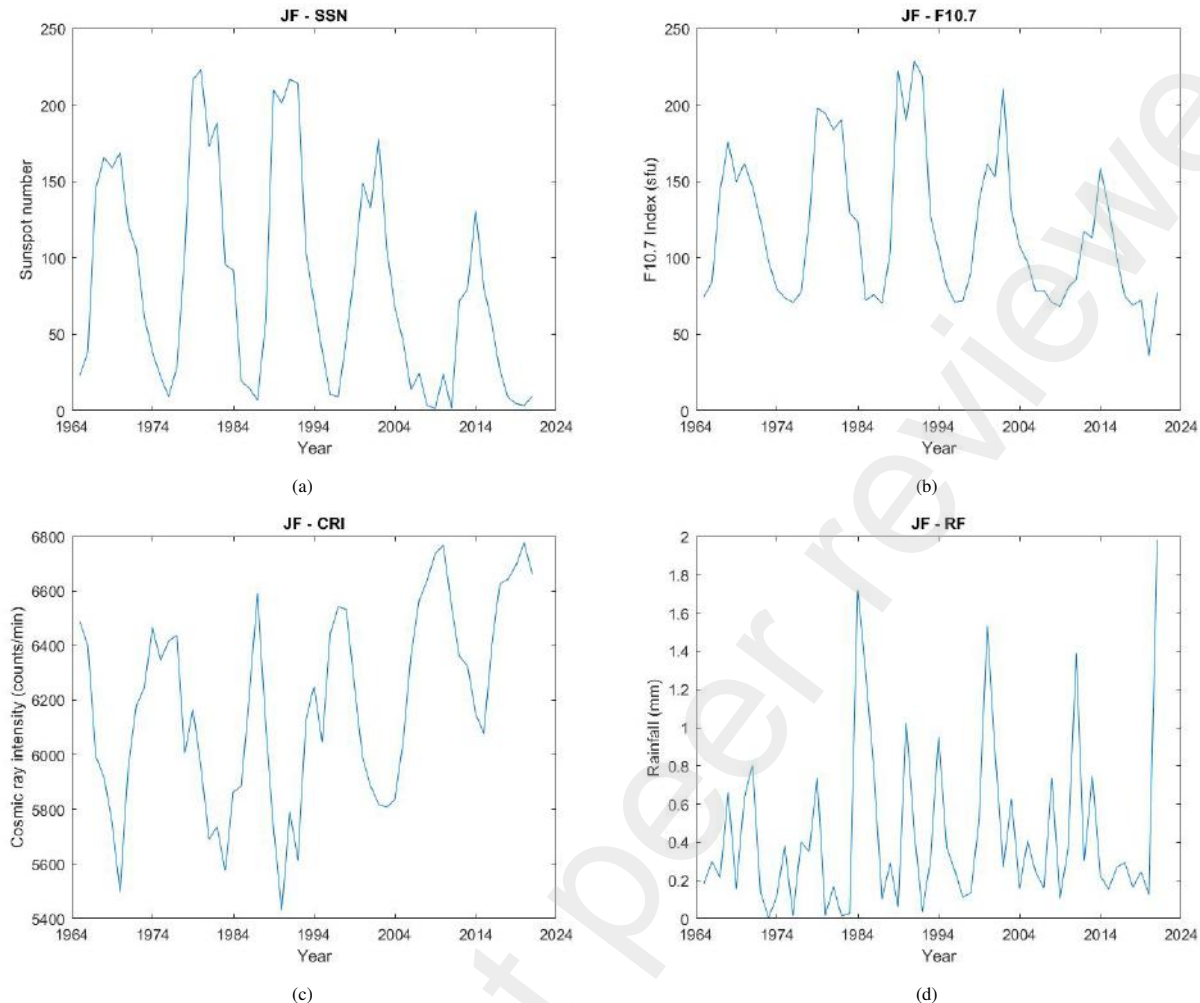 JF - SSN
250
200
150
100
50
0
Sunspot number
1964 1974 1984 1994 2004 2014 2024
Year
(a)
JF - F10.7
250
200
150
100
50
0
F10.7 Index (sfu)
1964 1974 1984 1994 2004 2014 2024
Year
(b)
JF - CRI
6800
6600
6400
6200
6000
5800
5600
5400
Cosmic ray intensity (counts/min)
1964 1974 1984 1994 2004 2014 2024
Year
(c)
JF - RF
2
1.8
1.6
1.4
1.2
1
0.8
0.6
0.4
0.2
0
Rainfall (mm)
1964 1974 1984 1994 2004 2014 2024
Year
(d)
t peer reviewe